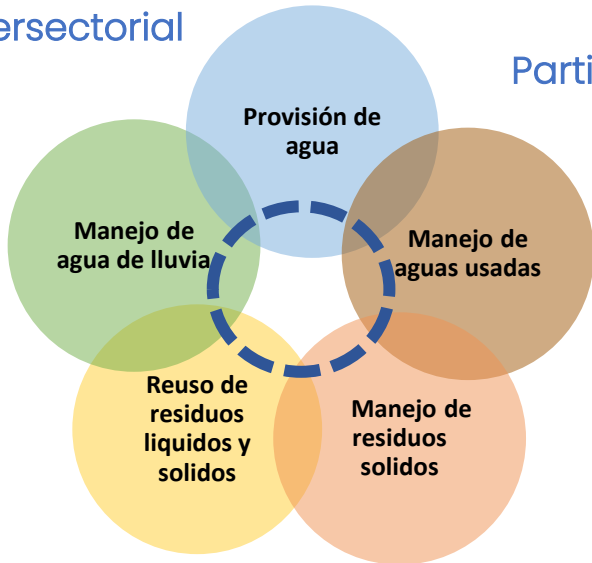 ersectorial
Parti
Provisión de
agua
Manejo de
agua de lluvia
Manejo de
aguas usadas
Reuso de
residuos
liquidos y
solidos
Manejo de
residuos
solidos